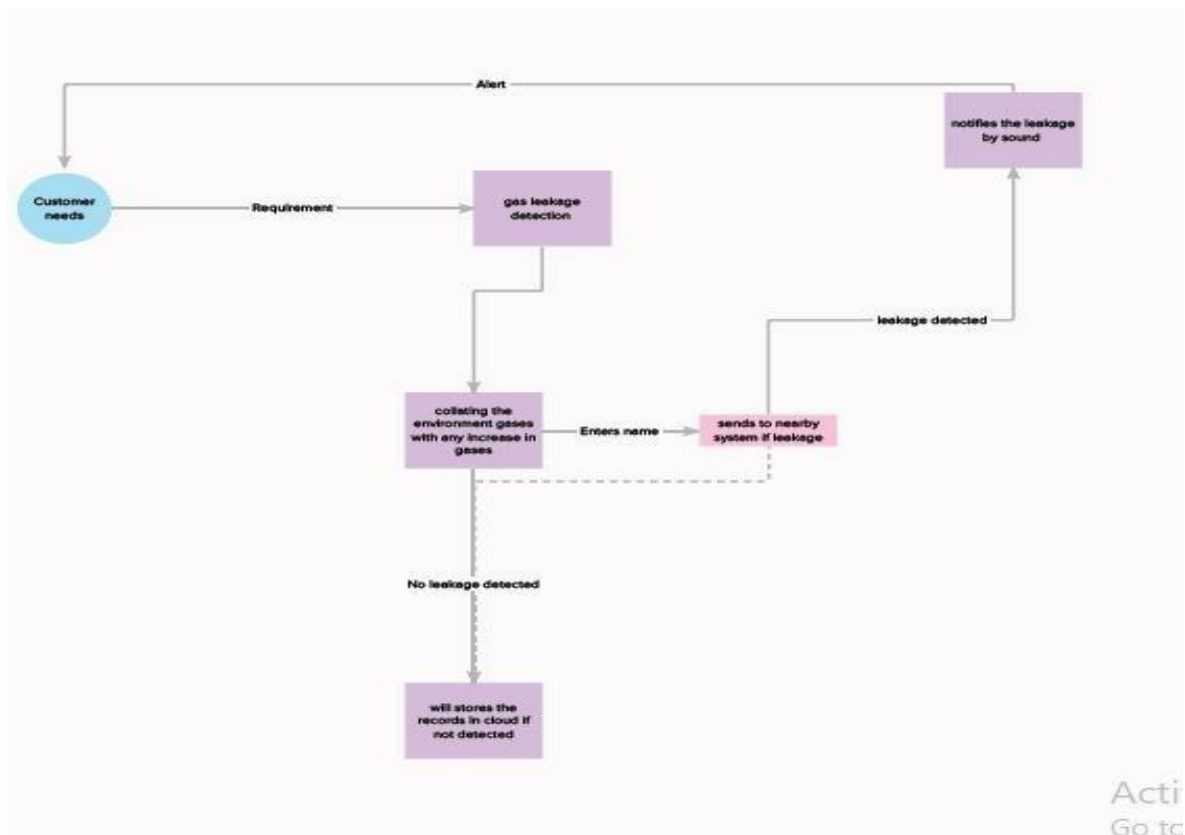 Alert
notifies the leakage
by sound
Customer
needs
Requirement
gas leakage
detection
leakage detected
collating the
environment gases
with any increase in
gases
Enters name
sends to nearby
system if leakage
No leakage detected
will stores the
records in cloud if
not detected
Acti
Go to